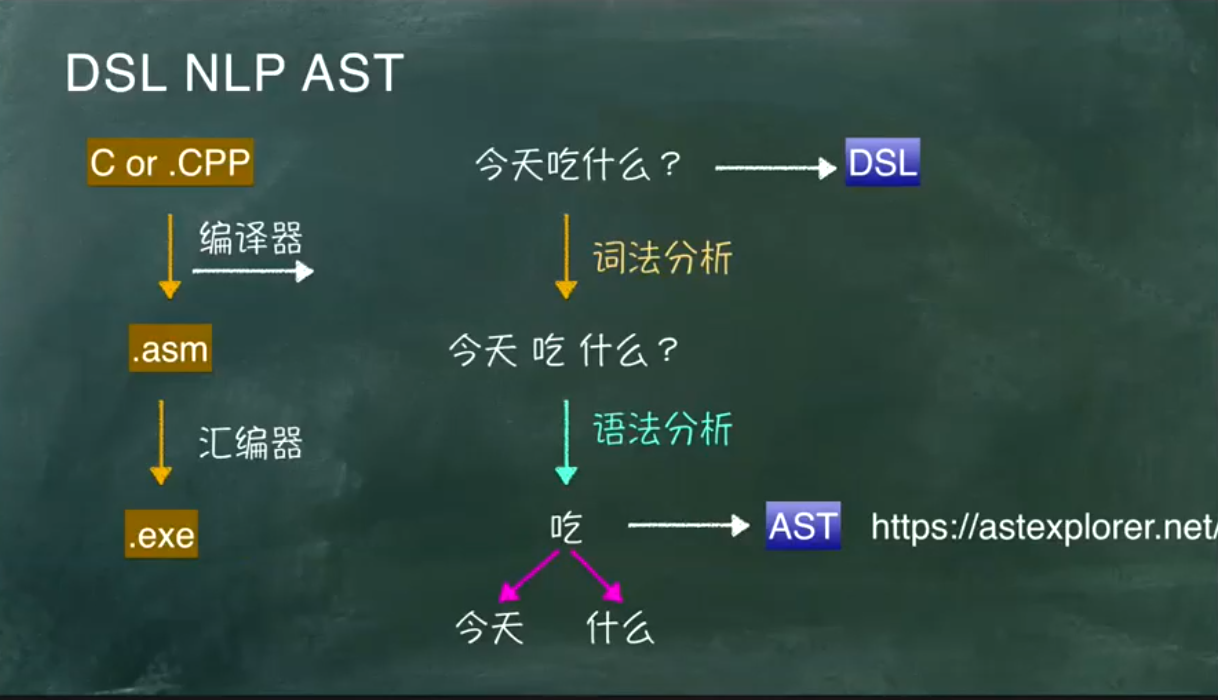 DSL NLP AST
C or .CPP
今天吃什么？
DSL
编译器
词法分析
.asm
今天 吃 什么？
汇编器
语法分析
.exe
吃
AST
https://astexplorer.net/
今天
什么